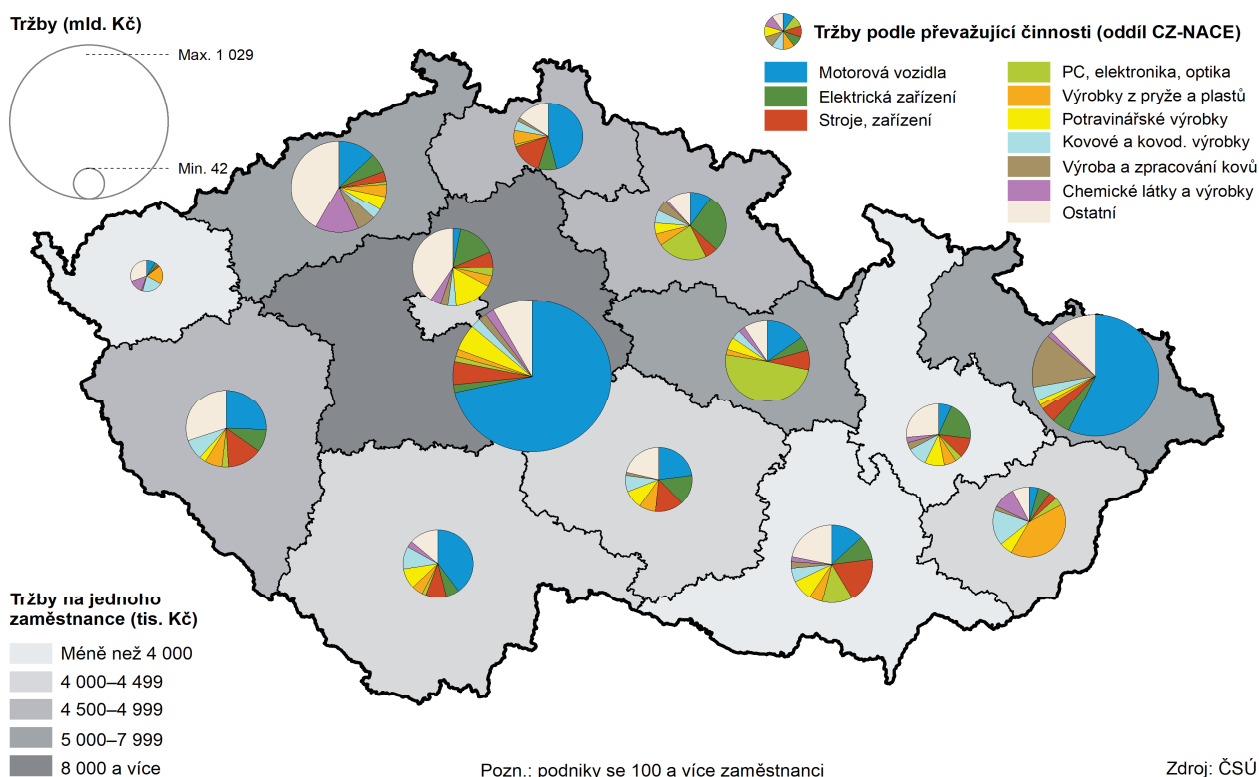 Tržby (mld. Kč)
Max. 1 029
Min. 42
Tržby podle převažující činnosti (oddíl CZ-NACE)
Motorová vozidla
Elektrická zařízení
Stroje, zařízení
PC, elektronika, optika
Výrobky z pryže a plastů
Potravinářské výrobky
Kovové a kovod. výrobky
Výroba a zpracování kovů
Chemické látky a výrobky
Ostatní
Tržby na jednoho
zaměstnance (tis. Kč)
Méně než 4 000
4 000–4 499
4 500–4 999
5 000–7 999
8 000 a více
Pozn.: podniky se 100 a více zaměstnanci
Zdroj: ČSÚ